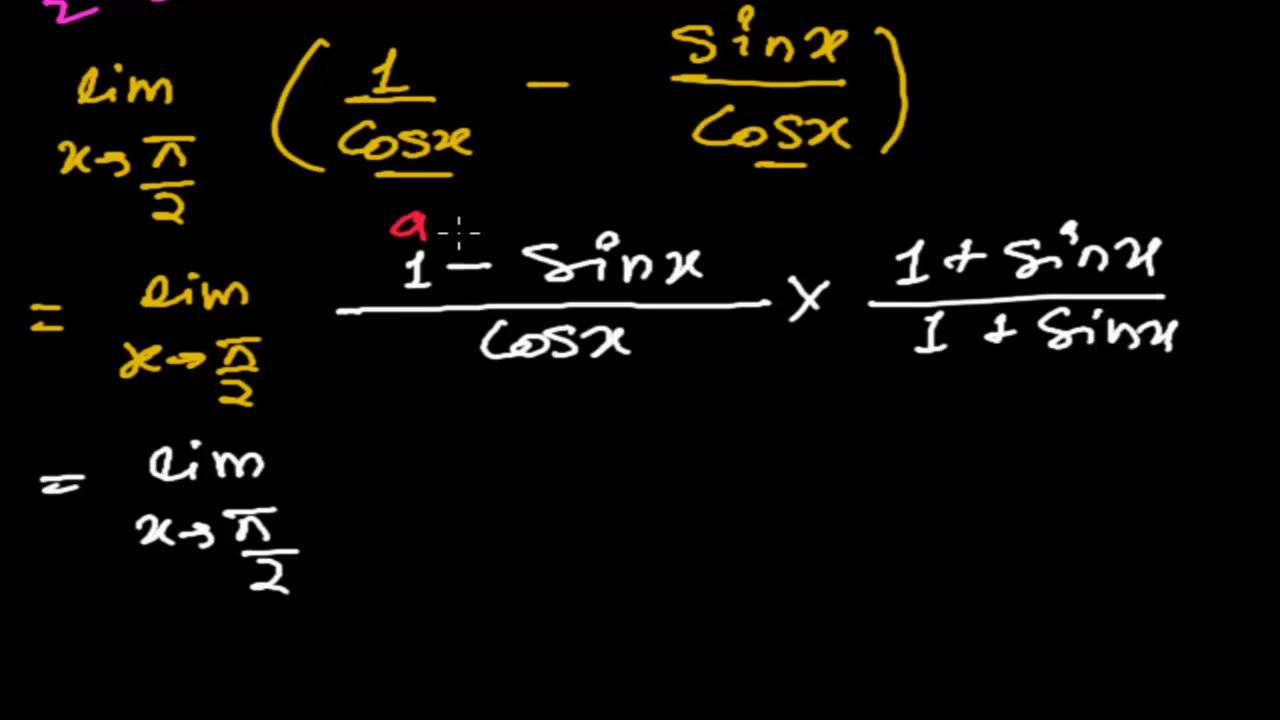 lim x→π/2 (1/cosx - sinx/cosx)
a
= lim x→π/2 1 - sinx/cosx × 1 + sinx/1 + sinx
= lim x→π/2